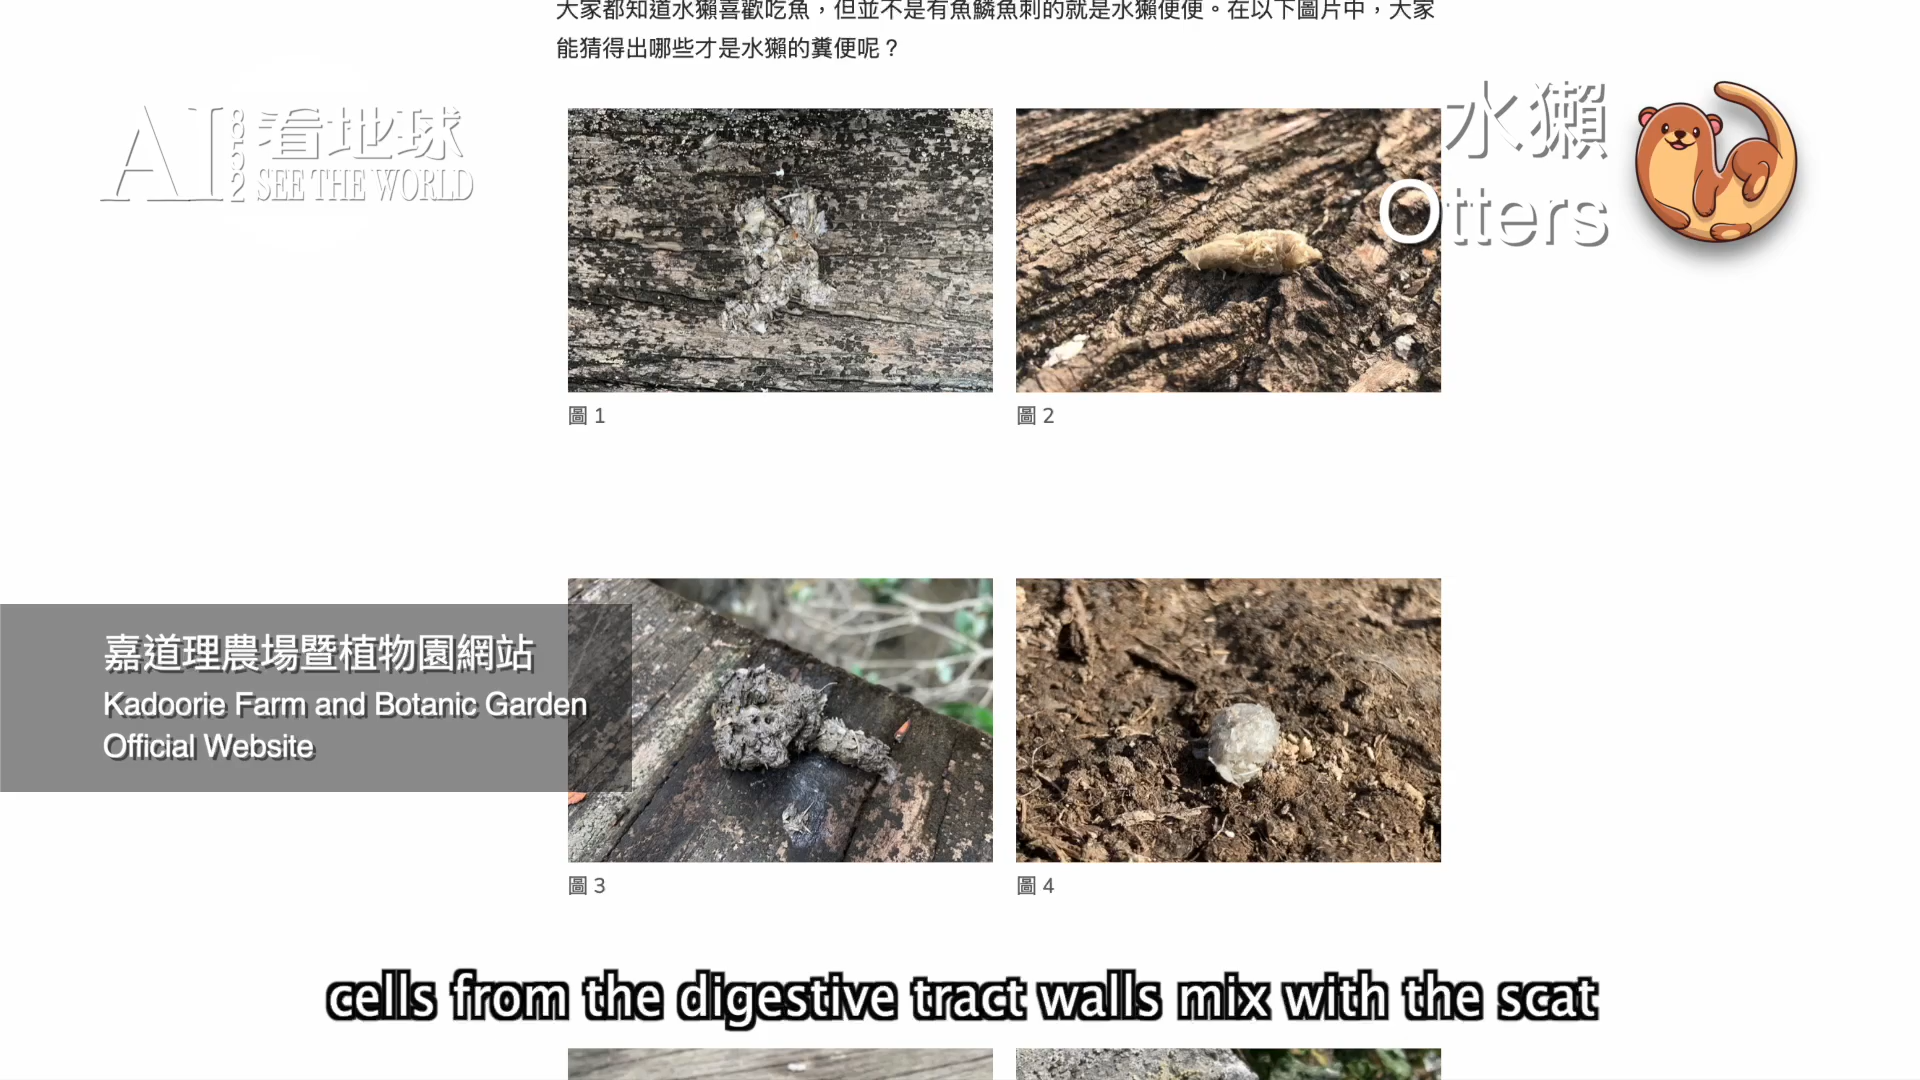 大家都知道水獺喜歡吃魚，但並不是有魚鱗魚刺的就是水獺便便。在以下圖片中，大家
能猜得出哪些才是水獺的糞便呢？
AI 8552 看地球
SEE THE WORLD
水獺
Otters
圖 1
圖 2
嘉道理農場暨植物園網站
Kadoorie Farm and Botanic Garden
Official Website
圖 3
圖 4
cells from the digestive tract walls mix with the scat